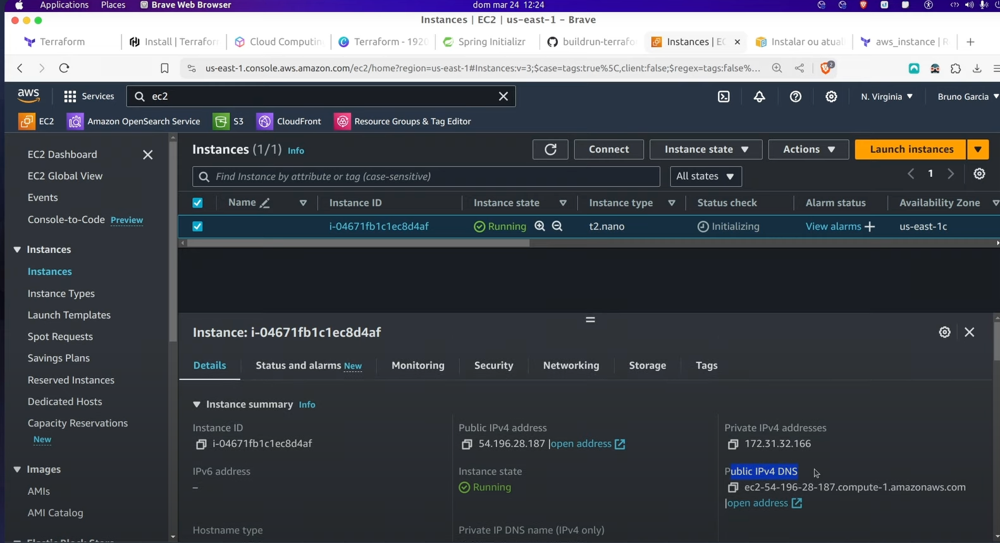 Applications Places Brave Web Browser dom mar 24 12:24
Instances | EC2 | us-east-1 - Brave
Terraform Install | Terrafor Cloud Computin Terraform - 192 Spring Initializr buildrun-terrafo Instances | EC Instalar ou atual aws_instance | R
us-east-1.console.aws.amazon.com/ec2/home?region=us-east-1#Instances:v=3;$case=tags:true%5C,client:false;$regex=tags:false%... 2
aws Services ec2 N. Virginia Bruno Garcia
EC2 Amazon OpenSearch Service S3 CloudFront Resource Groups & Tag Editor
EC2 Dashboard
EC2 Global View
Events
Console-to-Code Preview
Instances
Instances
Instance Types
Launch Templates
Spot Requests
Savings Plans
Reserved Instances
Dedicated Hosts
Capacity Reservations
New
Images
AMIs
AMI Catalog
Instances (1/1) Info Connect Instance state Actions Launch instances
Find Instance by attribute or tag (case-sensitive) All states 1
Name Instance ID Instance state Instance type Status check Alarm status Availability Zone
i-04671fb1c1ec8d4af Running t2.nano Initializing View alarms us-east-1c
Instance: i-04671fb1c1ec8d4af
Details Status and alarms New Monitoring Security Networking Storage Tags
Instance summary Info
Instance ID
i-04671fb1c1ec8d4af
Public IPv4 address
54.196.28.187 |open address
Private IPv4 addresses
172.31.32.166
IPv6 address
–
Instance state
Running
Public IPv4 DNS
ec2-54-196-28-187.compute-1.amazonaws.com
|open address
Hostname type
Private IP DNS name (IPv4 only)